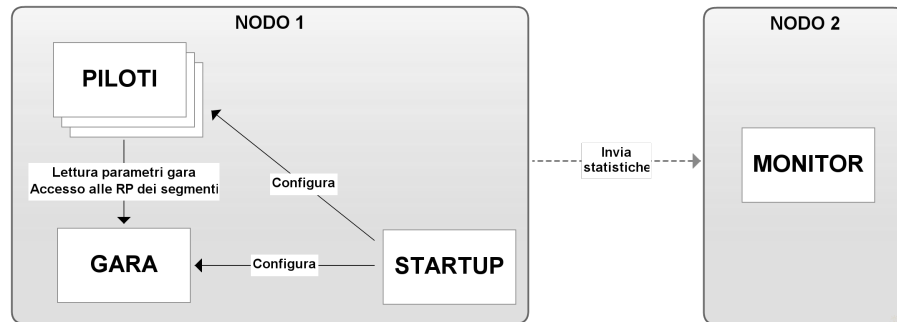 NODO 1
PILOTI
Lettura parametri gara
Accesso alle RP dei segmenti
Configura
GARA
Configura
STARTUP
Invia
statistiche
NODO 2
MONITOR